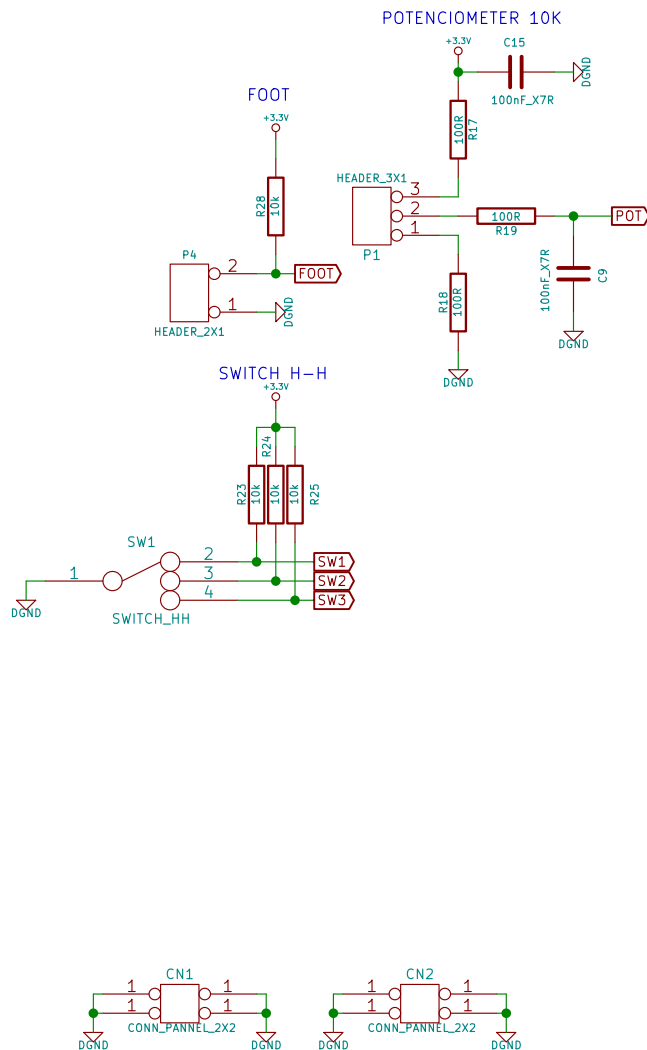 POTENCIOMETER 10K
+3.3V
C15
DGND
100nF_X7R
100R
R17
FOOT
+3.3V
R28
10k
HEADER_3X1
3
2
1
P1
100R
R19
POT
P4
2
1
FOOT
DGND
HEADER_2X1
R18
100R
DGND
100nF_X7R
C9
DGND
SWITCH H-H
+3.3V
R24
R23
10k
10k
10k
R25
SW1
1
2
3
4
SW1
SW2
SW3
DGND
SWITCH_HH
CN1
1
1
1
1
CONN_PANNEL_2X2
DGND
DGND
CN2
1
1
1
1
CONN_PANNEL_2X2
DGND
DGND